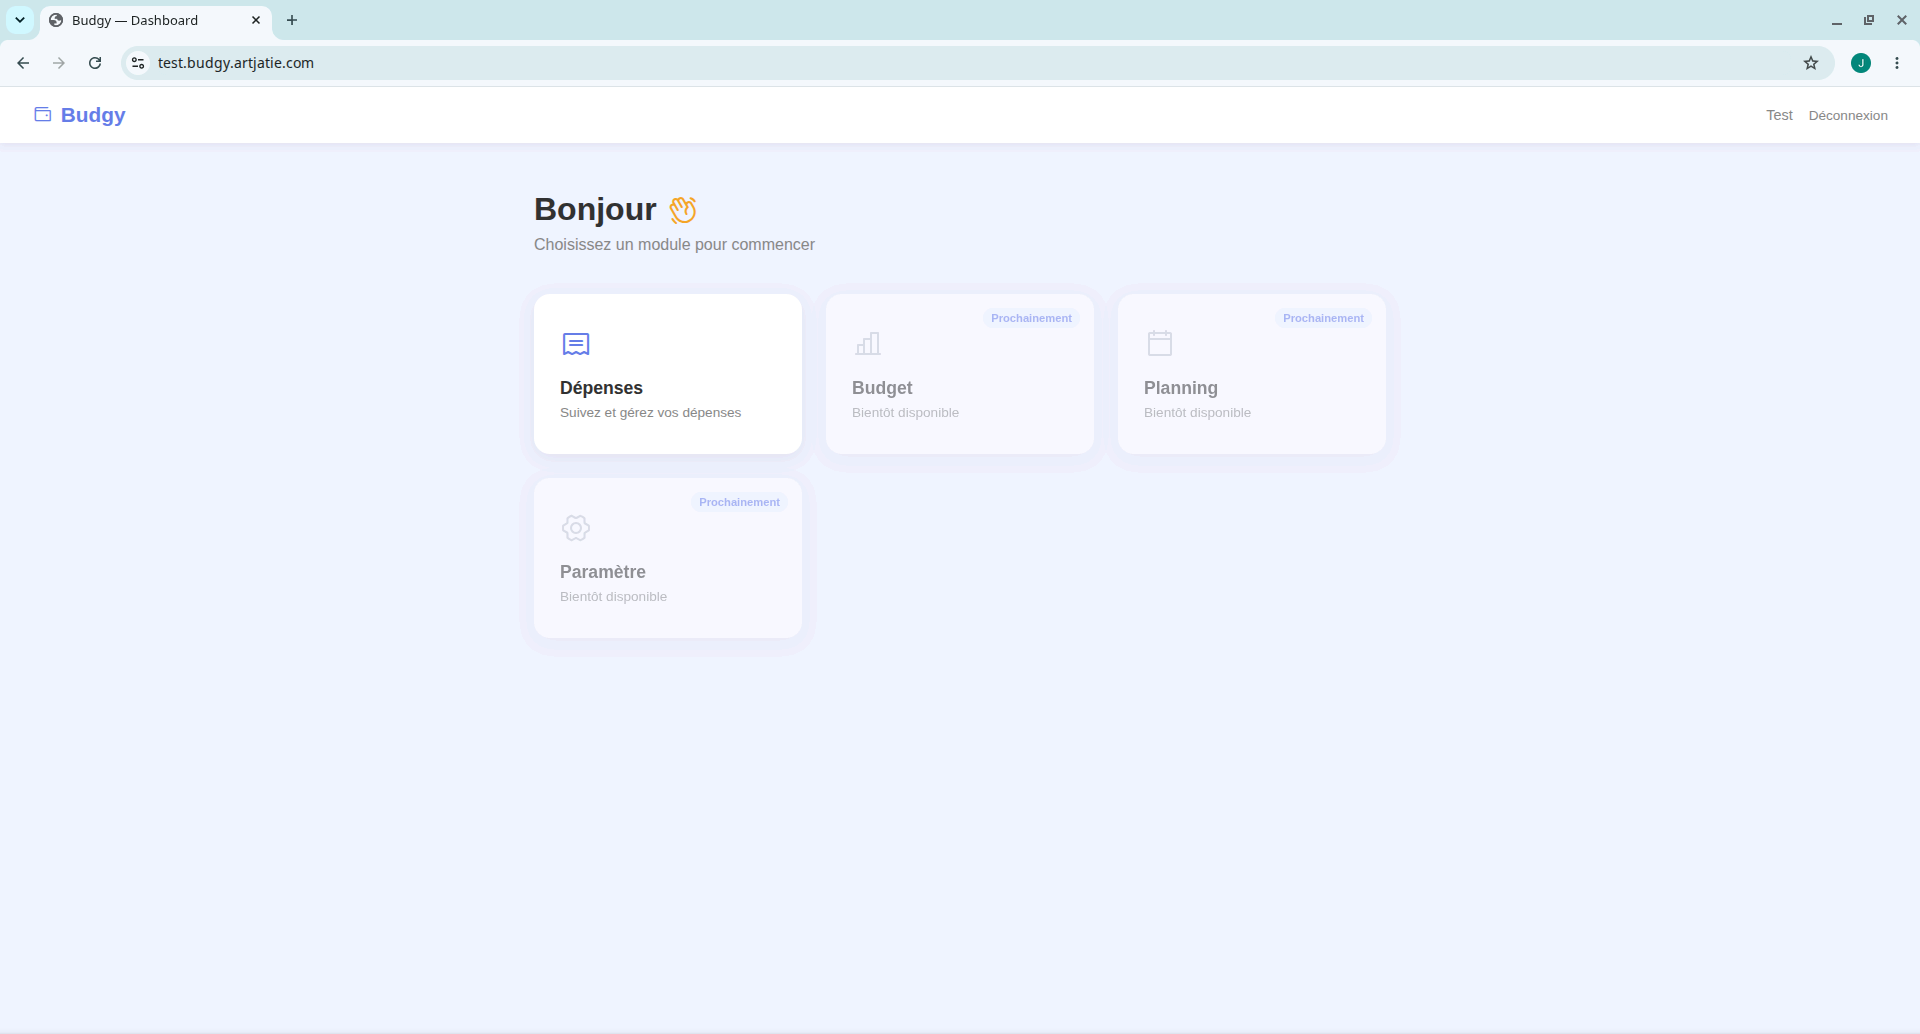 Budgy — Dashboard
test.budgy.artjatie.com
J
Budgy
Test
Déconnexion
Bonjour
Choisissez un module pour commencer
Dépenses
Suivez et gérez vos dépenses
Prochainement
Budget
Bientôt disponible
Prochainement
Planning
Bientôt disponible
Prochainement
Paramètre
Bientôt disponible